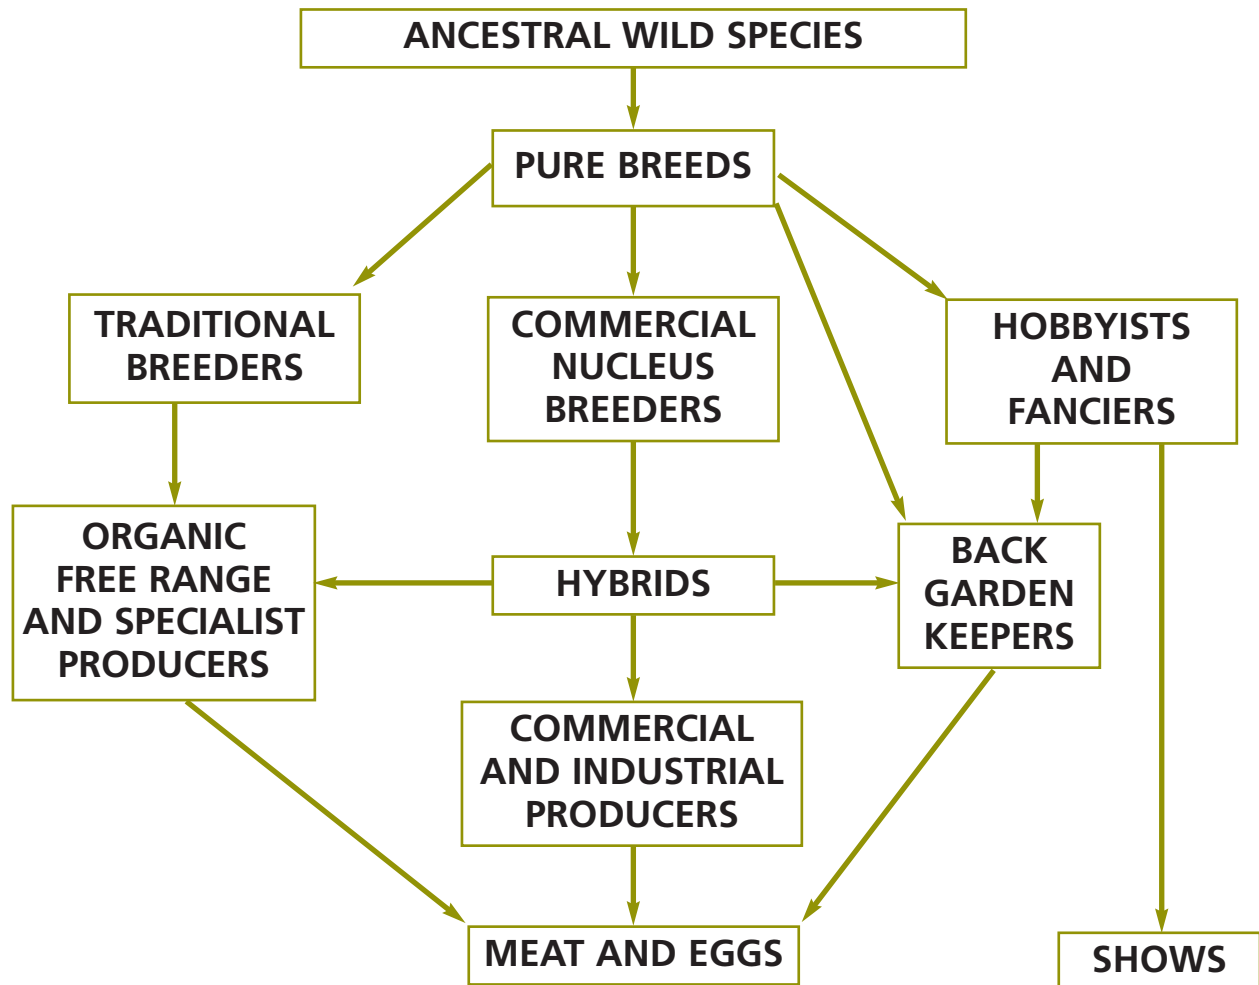 ANCESTRAL WILD SPECIES
PURE BREEDS
TRADITIONAL
BREEDERS
COMMERCIAL
NUCLEUS
BREEDERS
HOBBYISTS
AND
FANCIERS
ORGANIC
FREE RANGE
AND SPECIALIST
PRODUCERS
HYBRIDS
BACK
GARDEN
KEEPERS
COMMERCIAL
AND INDUSTRIAL
PRODUCERS
MEAT AND EGGS
SHOWS